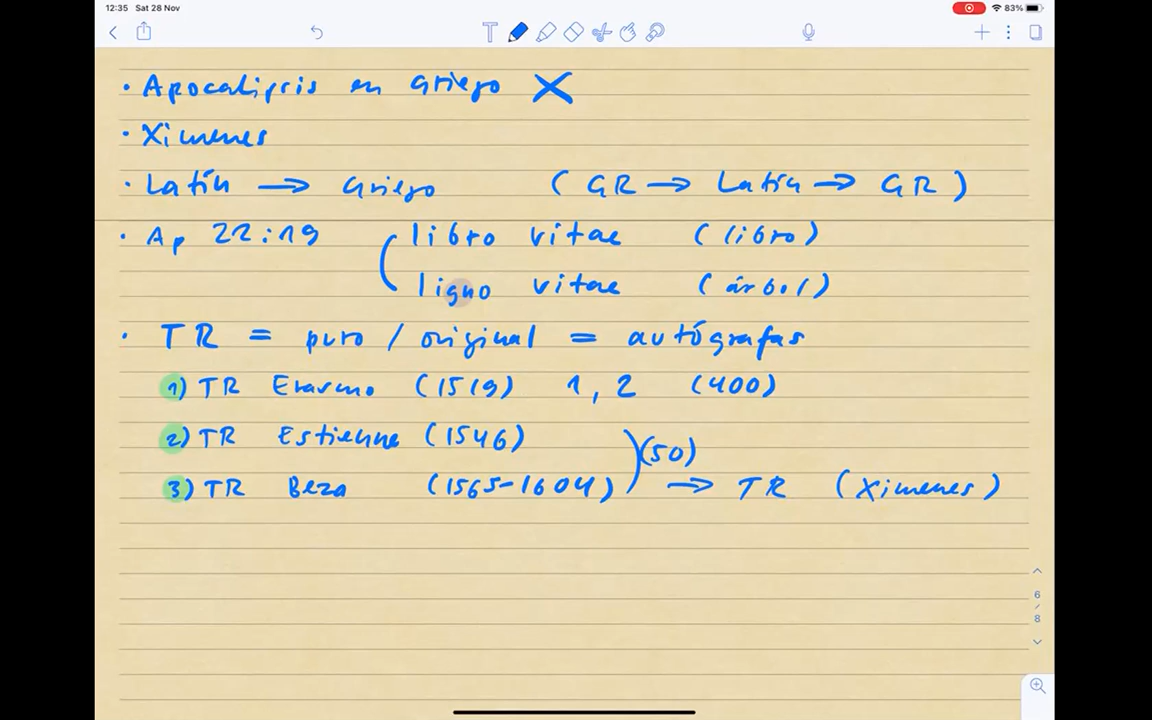 12:35 Sat 28 Nov 83%
• Apocalipsis en Griego X
• Ximenes
• Latín → Griego (GR → Latín → GR)
• Ap 22:19 ( libro vitae (libro)
ligno vitae (árbol)
• TR = puro / original = autógrafas
1) TR Erasmo (1519) 1, 2 (400)
2) TR Estienne (1546)
) (50)
3) TR Beza (1565-1604) → TR (Ximenes)
6
/
8